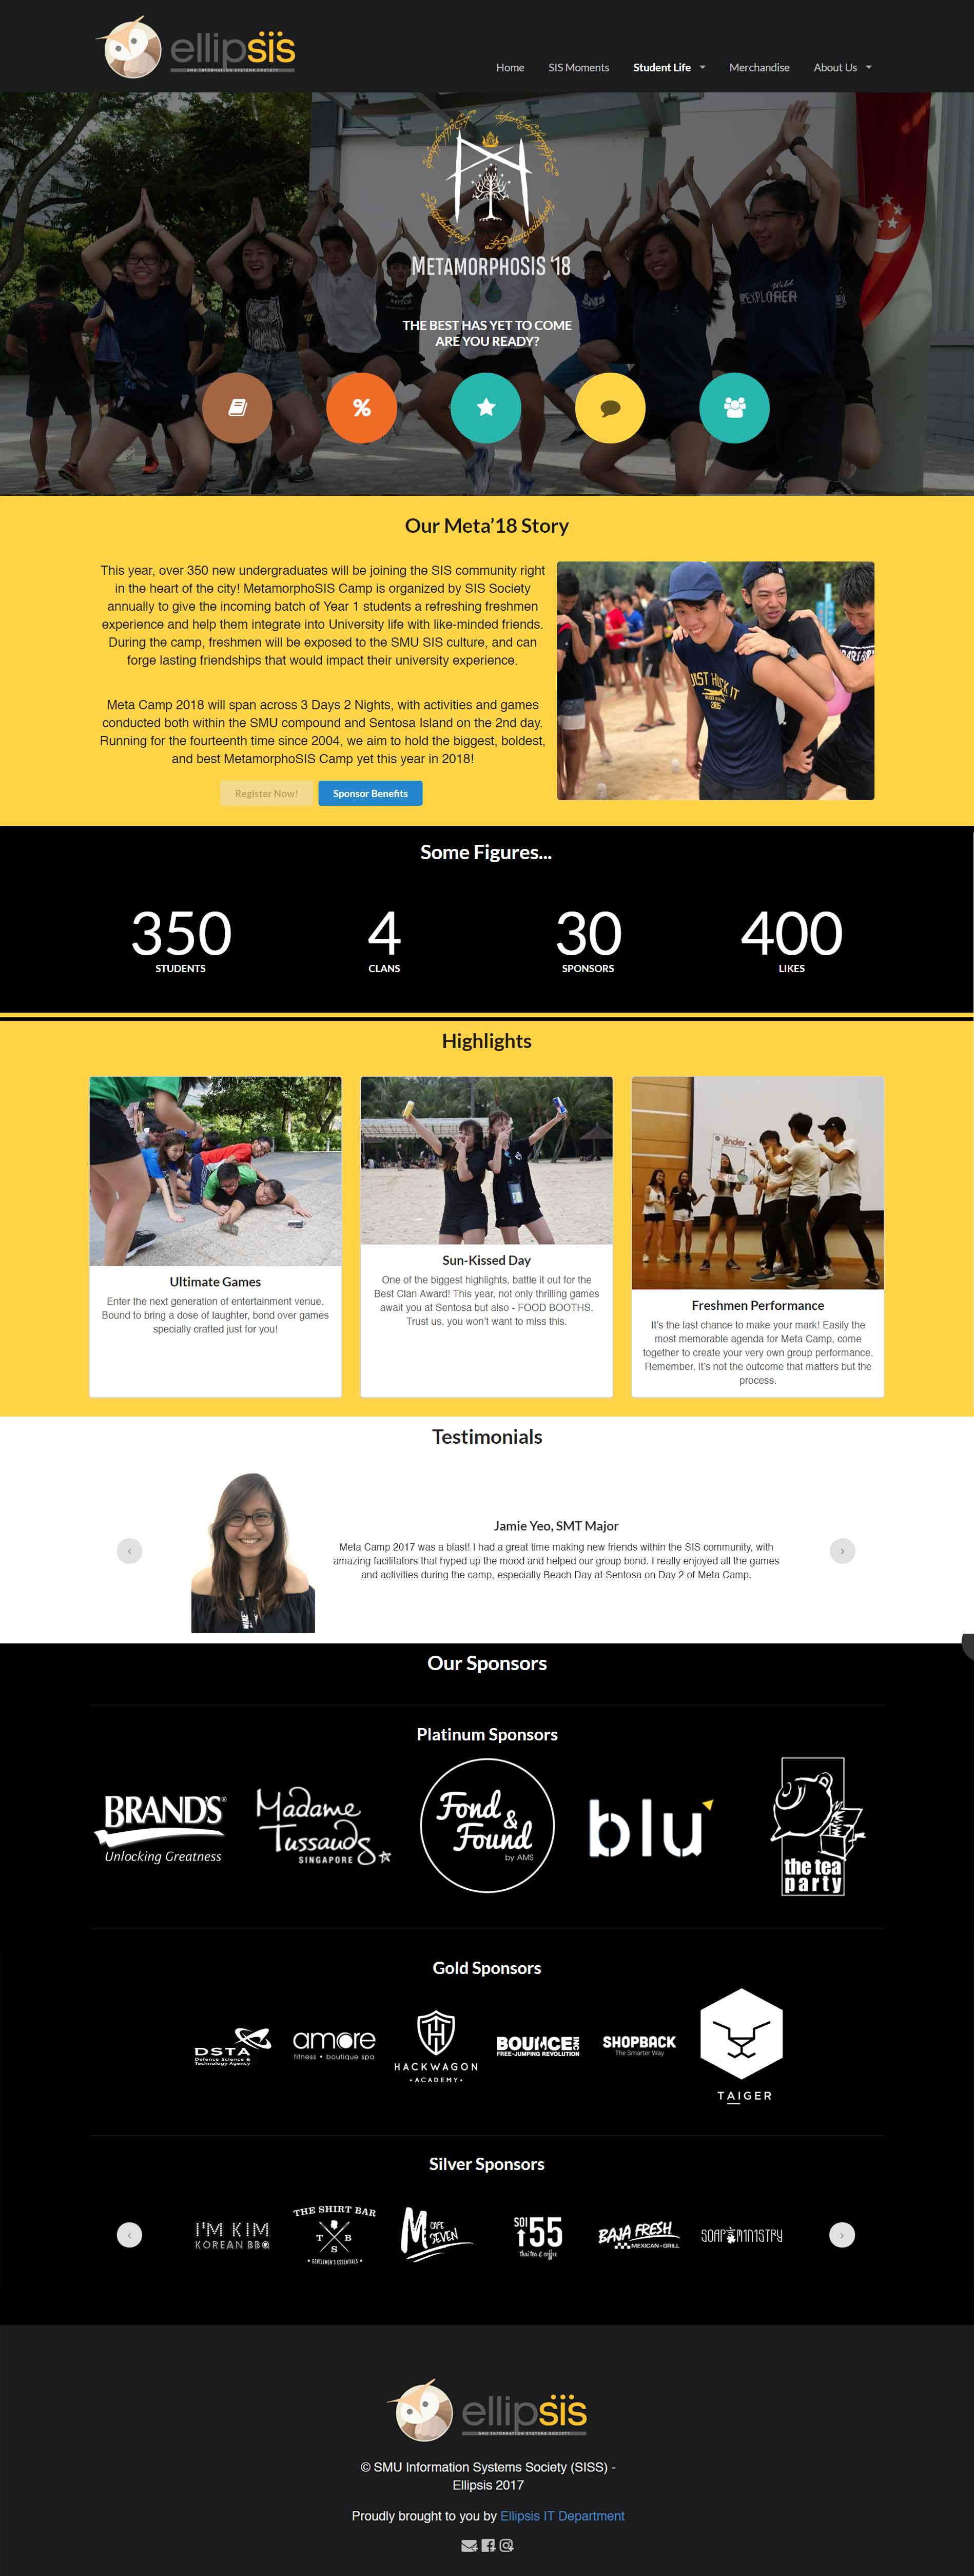 ellipsis
SMU INFORMATION SYSTEMS SOCIETY
Home
SIS Moments
Student Life
Merchandise
About Us
METAMORPHOSIS '18
Wild
EXPLORER
THE BEST HAS YET TO COME
ARE YOU READY?
Our Meta'18 Story
This year, over 350 new undergraduates will be joining the SIS community right
in the heart of the city! MetamorphoSIS Camp is organized by SIS Society
annually to give the incoming batch of Year 1 students a refreshing freshmen
experience and help them integrate into University life with like-minded friends.
During the camp, freshmen will be exposed to the SMU SIS culture, and can
forge lasting friendships that would impact their university experience.
Meta Camp 2018 will span across 3 Days 2 Nights, with activities and games
conducted both within the SMU compound and Sentosa Island on the 2nd day.
Running for the fourteenth time since 2004, we aim to hold the biggest, boldest,
and best MetamorphoSIS Camp yet this year in 2018!
Register Now!
Sponsor Benefits
JUST HUSK IT
Some Figures...
350
STUDENTS
4
CLANS
30
SPONSORS
400
LIKES
Highlights
Ultimate Games
Enter the next generation of entertainment venue.
Bound to bring a dose of laughter, bond over games
specially crafted just for you!
Sun-Kissed Day
One of the biggest highlights, battle it out for the
Best Clan Award! This year, not only thrilling games
await you at Sentosa but also - FOOD BOOTHS.
Trust us, you won't want to miss this.
tinder
Freshmen Performance
It's the last chance to make your mark! Easily the
most memorable agenda for Meta Camp, come
together to create your very own group performance.
Remember, it's not the outcome that matters but the
process.
Testimonials
Jamie Yeo, SMT Major
Meta Camp 2017 was a blast! I had a great time making new friends within the SIS community, with
amazing facilitators that hyped up the mood and helped our group bond. I really enjoyed all the games
and activities during the camp, especially Beach Day at Sentosa on Day 2 of Meta Camp.
Our Sponsors
Platinum Sponsors
BRAND'S®
Unlocking Greatness
Madame
Tussauds
SINGAPORE
Fond
&
Found
by AMS
blu
the tea
party
Gold Sponsors
DSTA
Defence Science &
Technology Agency
amore
fitness • boutique spa
HACKWAGON
• ACADEMY •
BOUNCE INC
FREE-JUMPING REVOLUTION
SHOPBACK
The Smarter Way
TAIGER
Silver Sponsors
I'M KIM
KOREAN BBQ
THE SHIRT BAR
T B
S
• GENTLEMEN'S ESSENTIALS •
M CAFE
SEVEN
SOI
55
thai tea & coffee
BAJA FRESH
MEXICAN • GRILL
SOAP MINISTRY
ellipsis
SMU INFORMATION SYSTEMS SOCIETY
© SMU Information Systems Society (SISS) -
Ellipsis 2017
Proudly brought to you by Ellipsis IT Department